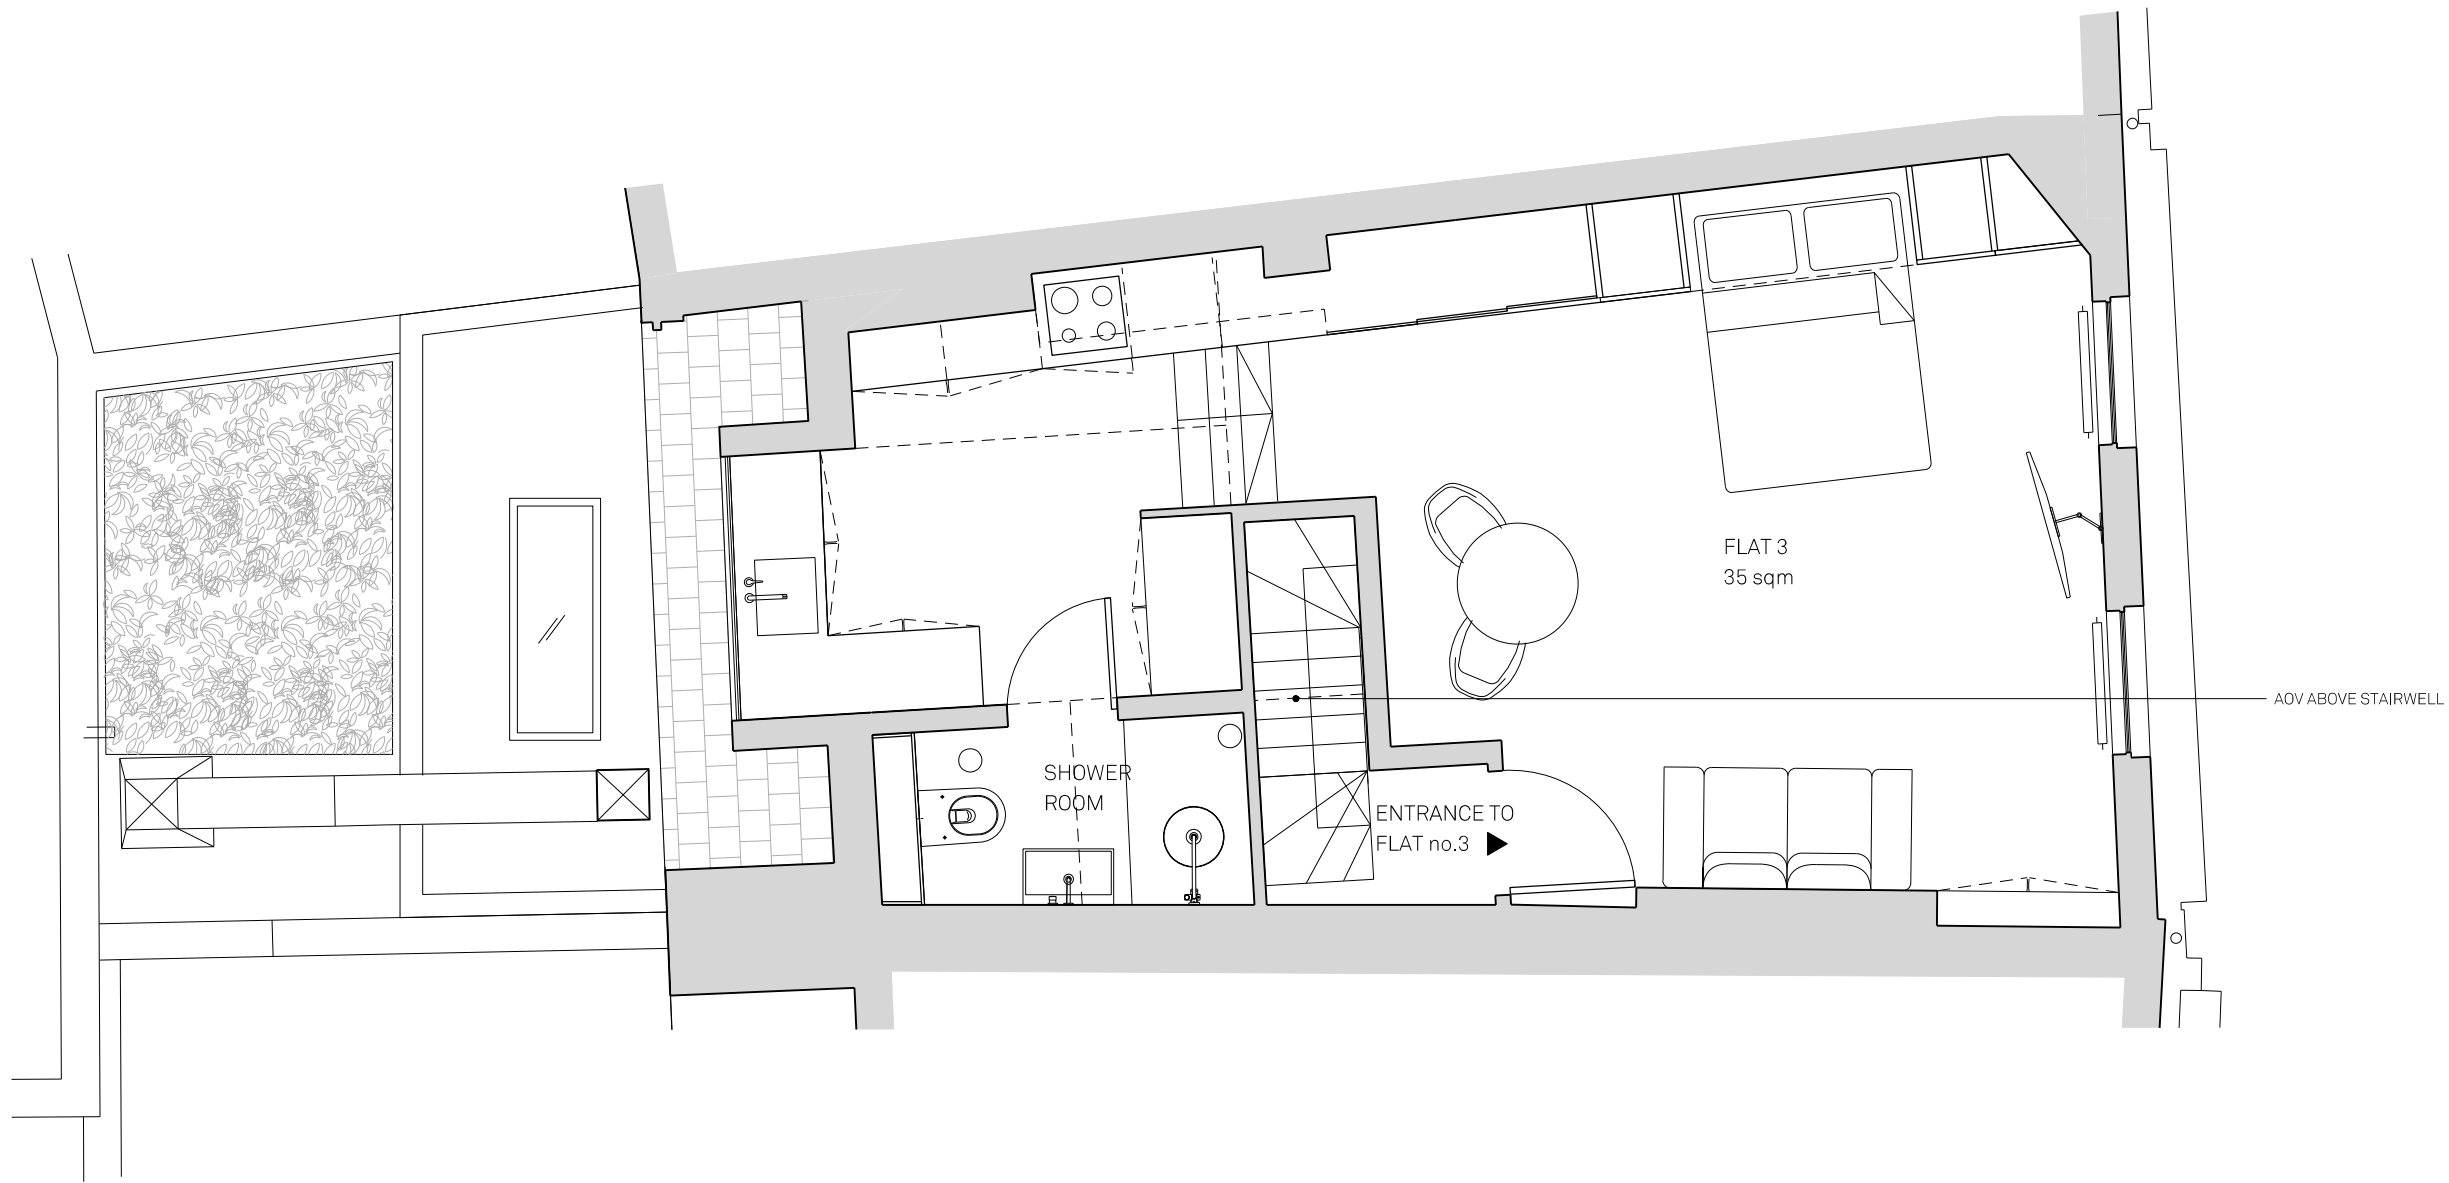 FLAT 3
35 sqm
AOV ABOVE STAIRWELL
SHOWER
ROOM
ENTRANCE TO
FLAT no.3